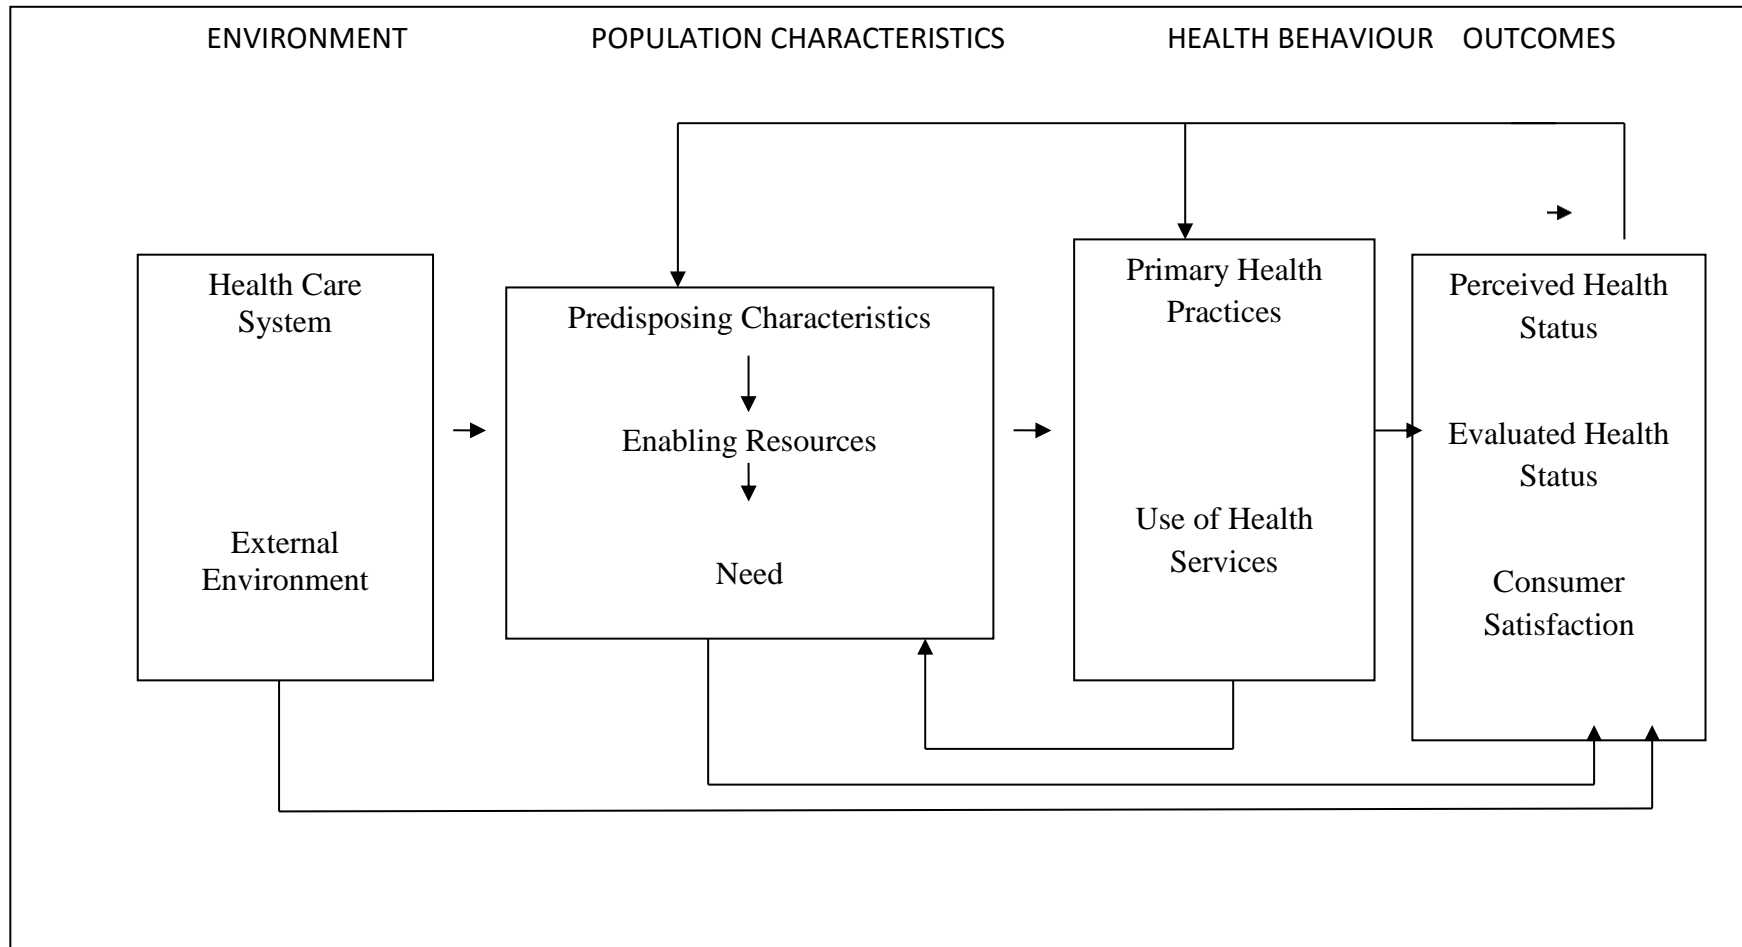 ENVIRONMENT
POPULATION CHARACTERISTICS
HEALTH BEHAVIOUR
OUTCOMES
Health Care
System
External
Environment
Predisposing Characteristics
Enabling Resources
Need
Primary Health
Practices
Use of Health
Services
Perceived Health
Status
Evaluated Health
Status
Consumer
Satisfaction